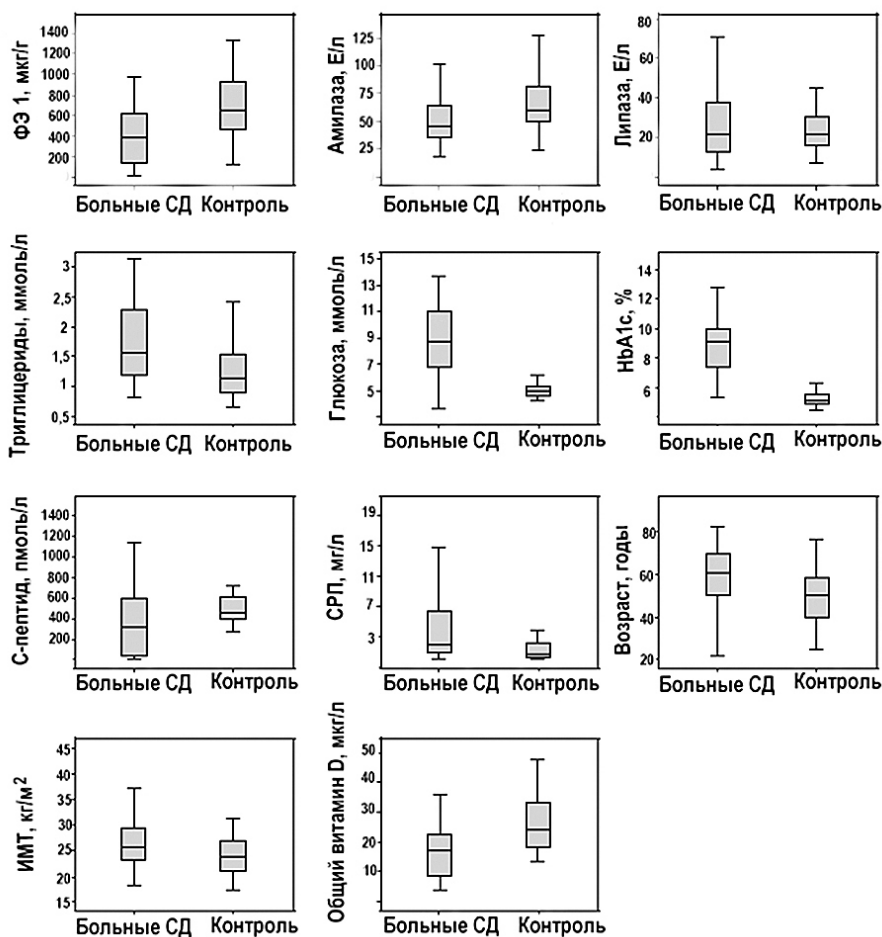 ФЭ 1, мкг/г
1400
1200
1000
800
600
400
200
Больные СД Контроль
Амилаза, Е/л
125
100
75
50
25
Больные СД Контроль
Липаза, Е/л
80
60
40
20
Больные СД Контроль
Триглицериды, ммоль/л
3
2,5
2
1,5
1
0,5
Больные СД Контроль
Глюкоза, ммоль/л
15
13
11
9
7
5
Больные СД Контроль
HbA1c, %
14
12
10
8
6
Больные СД Контроль
С-пептид, пмоль/л
1400
1200
1000
800
600
400
200
Больные СД Контроль
СРП, мг/л
19
15
11
7
3
Больные СД Контроль
Возраст, годы
80
60
40
20
Больные СД Контроль
ИМТ, кг/м²
45
40
35
30
25
20
15
Больные СД Контроль
Общий витамин D, мкг/л
50
40
30
20
10
Больные СД Контроль